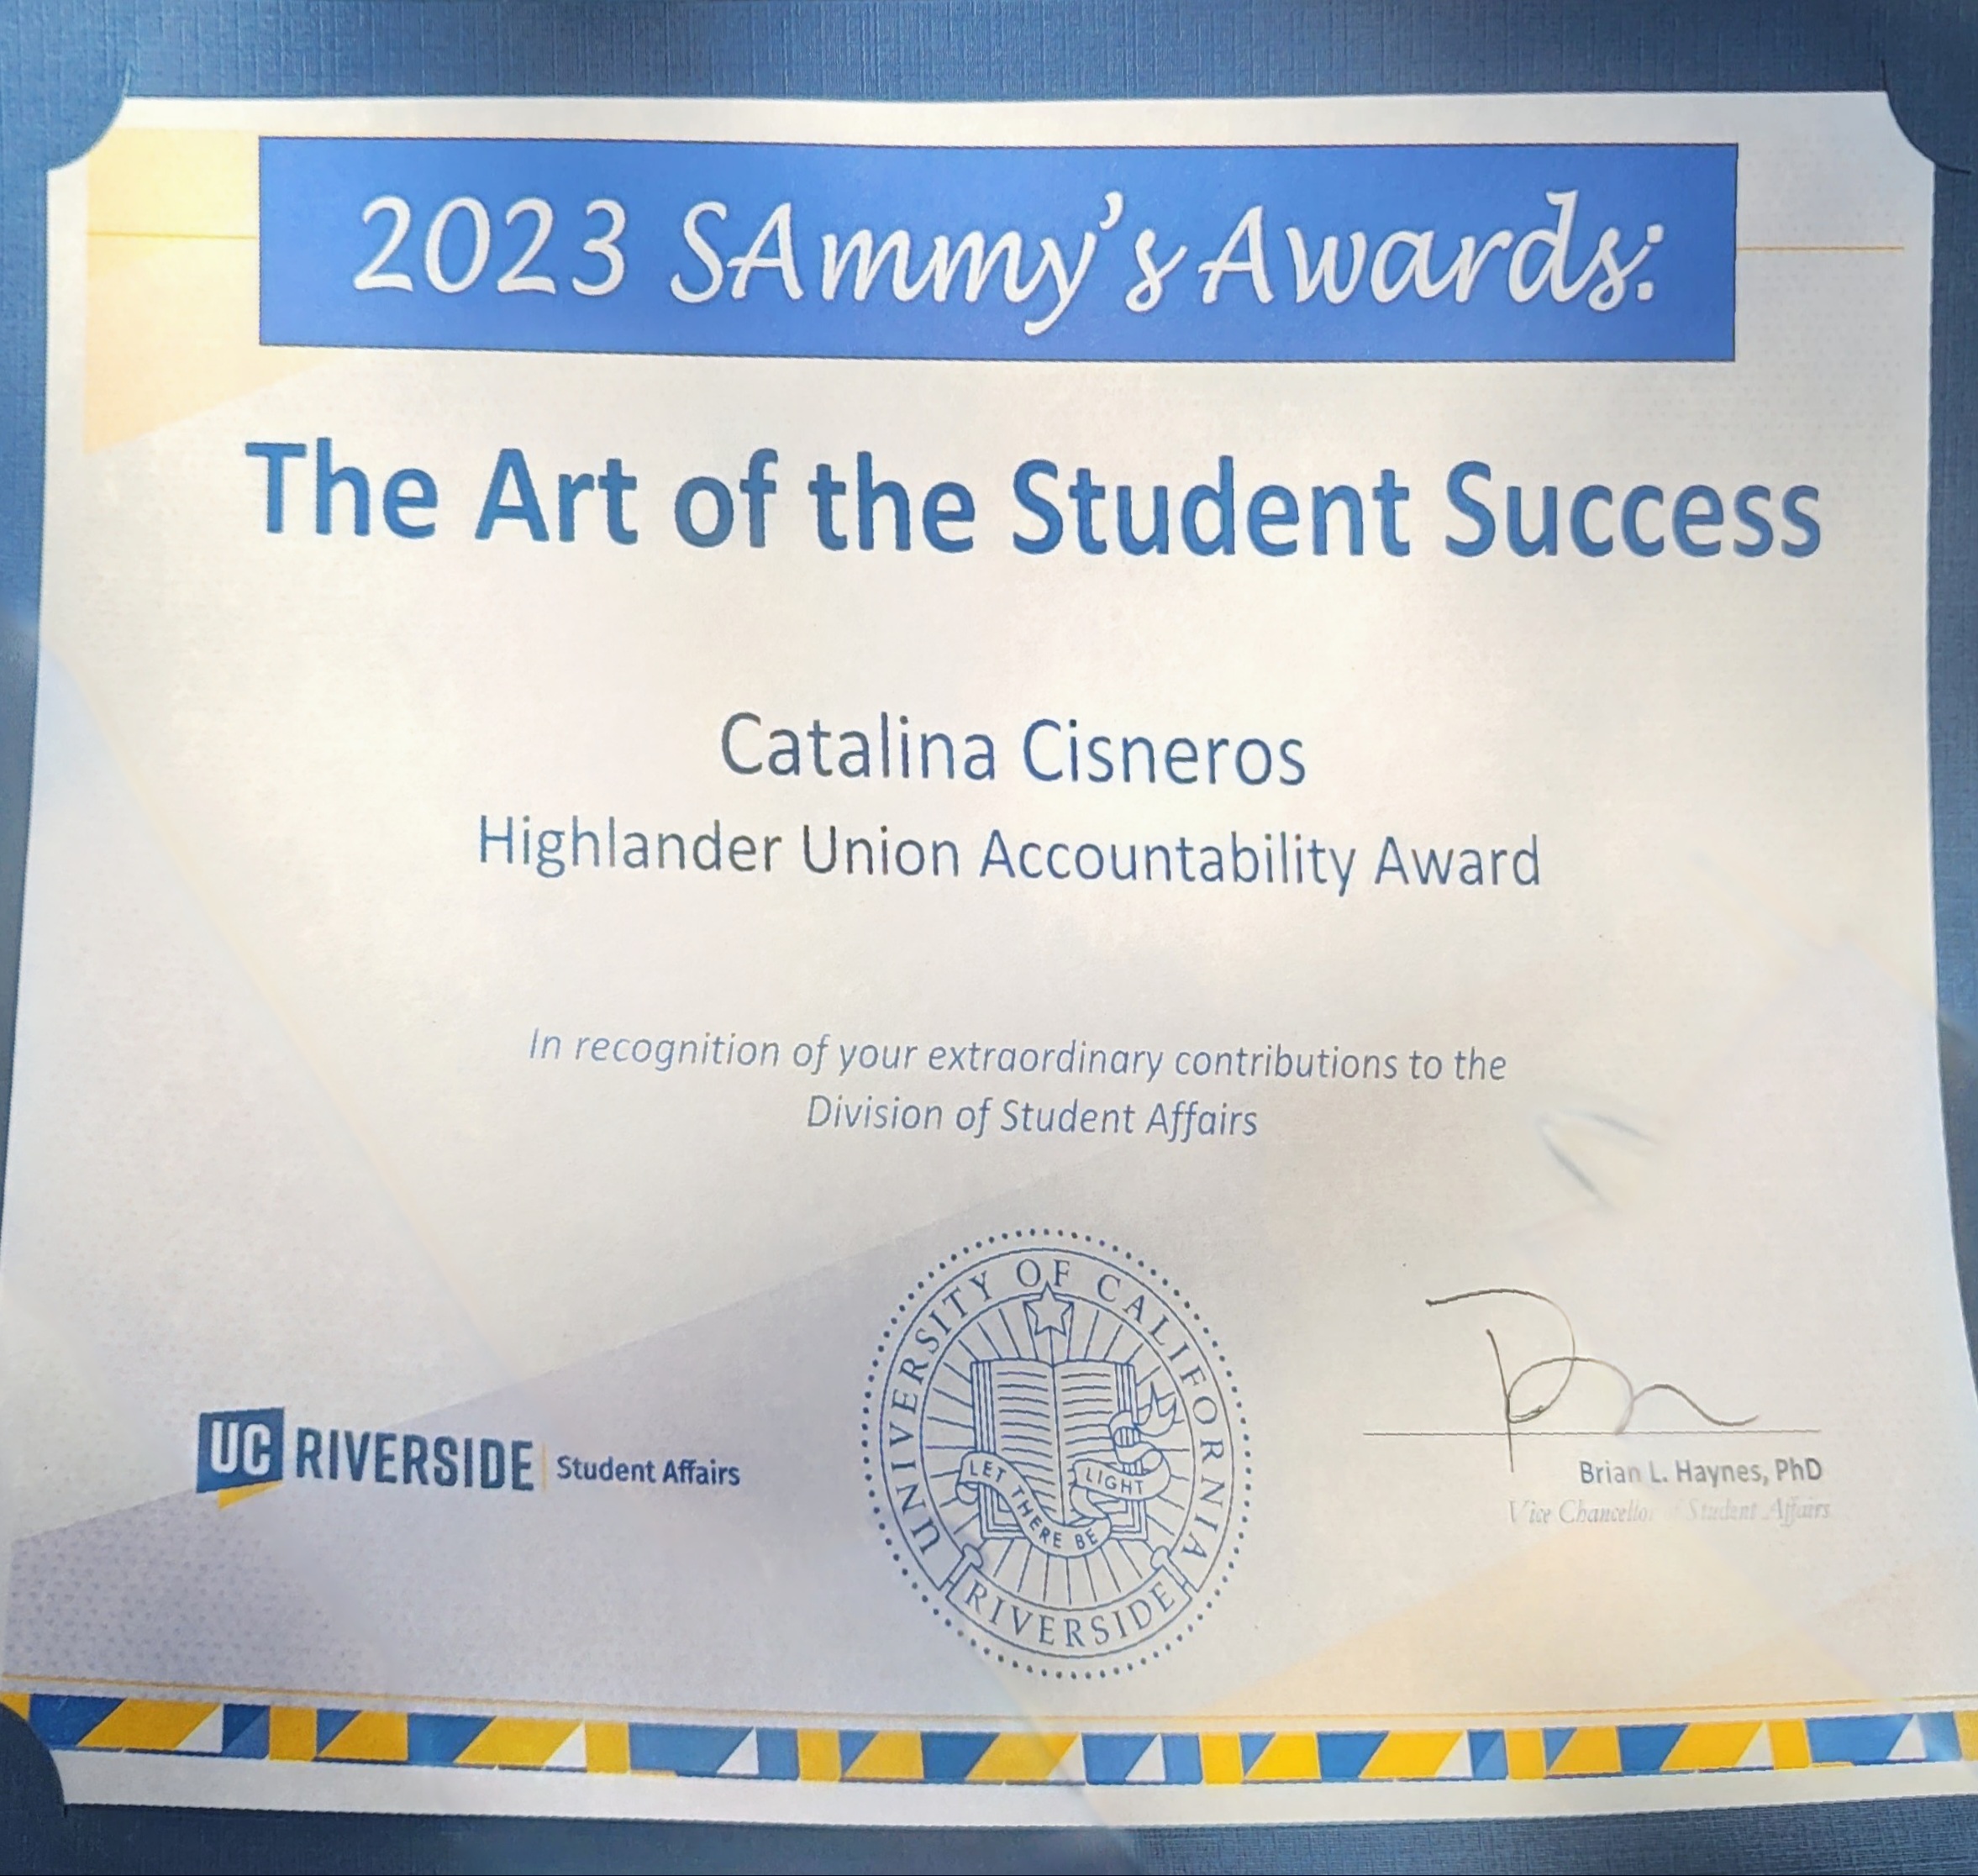 2023 SAmmy's Awards:
The Art of the Student Success
Catalina Cisneros
Highlander Union Accountability Award
In recognition of your extraordinary contributions to the
Division of Student Affairs
UNIVERSITY OF CALIFORNIA
LET THERE BE LIGHT
RIVERSIDE
UC RIVERSIDE Student Affairs
Brian L. Haynes, PhD
Vice Chancellor Student Affairs